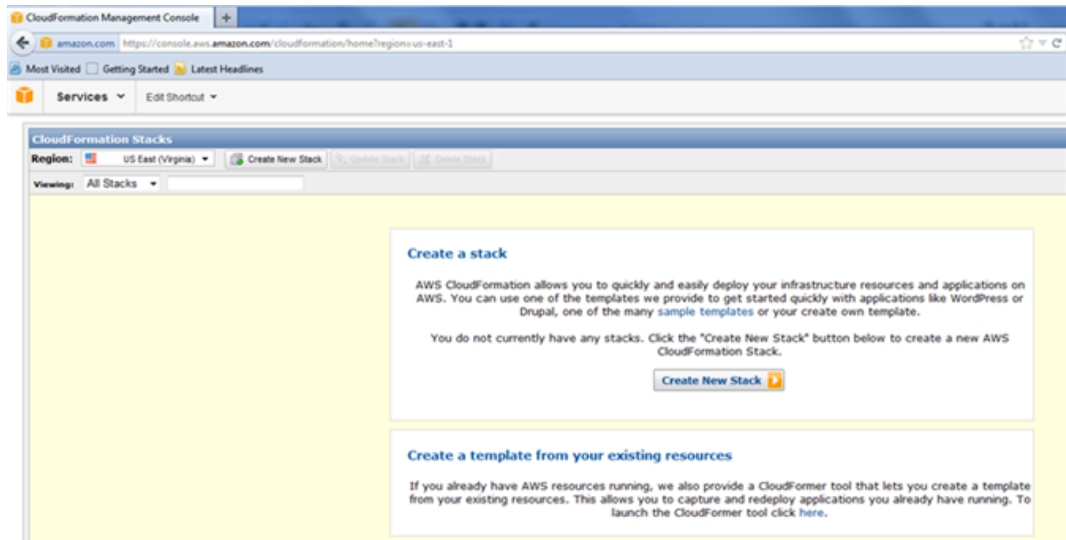 CloudFormation Management Console
amazon.com https://console.aws.amazon.com/cloudformation/home?region=us-east-1
Most Visited Getting Started Latest Headlines
Services Edit Shortcut
CloudFormation Stacks
Region: US East (Virginia) Create New Stack Update Stack Delete Stack
Viewing: All Stacks
Create a stack
AWS CloudFormation allows you to quickly and easily deploy your infrastructure resources and applications on
AWS. You can use one of the templates we provide to get started quickly with applications like WordPress or
Drupal, one of the many sample templates or your create own template.
You do not currently have any stacks. Click the "Create New Stack" button below to create a new AWS
CloudFormation Stack.
Create New Stack
Create a template from your existing resources
If you already have AWS resources running, we also provide a CloudFormer tool that lets you create a template
from your existing resources. This allows you to capture and redeploy applications you already have running. To
launch the CloudFormer tool click here.